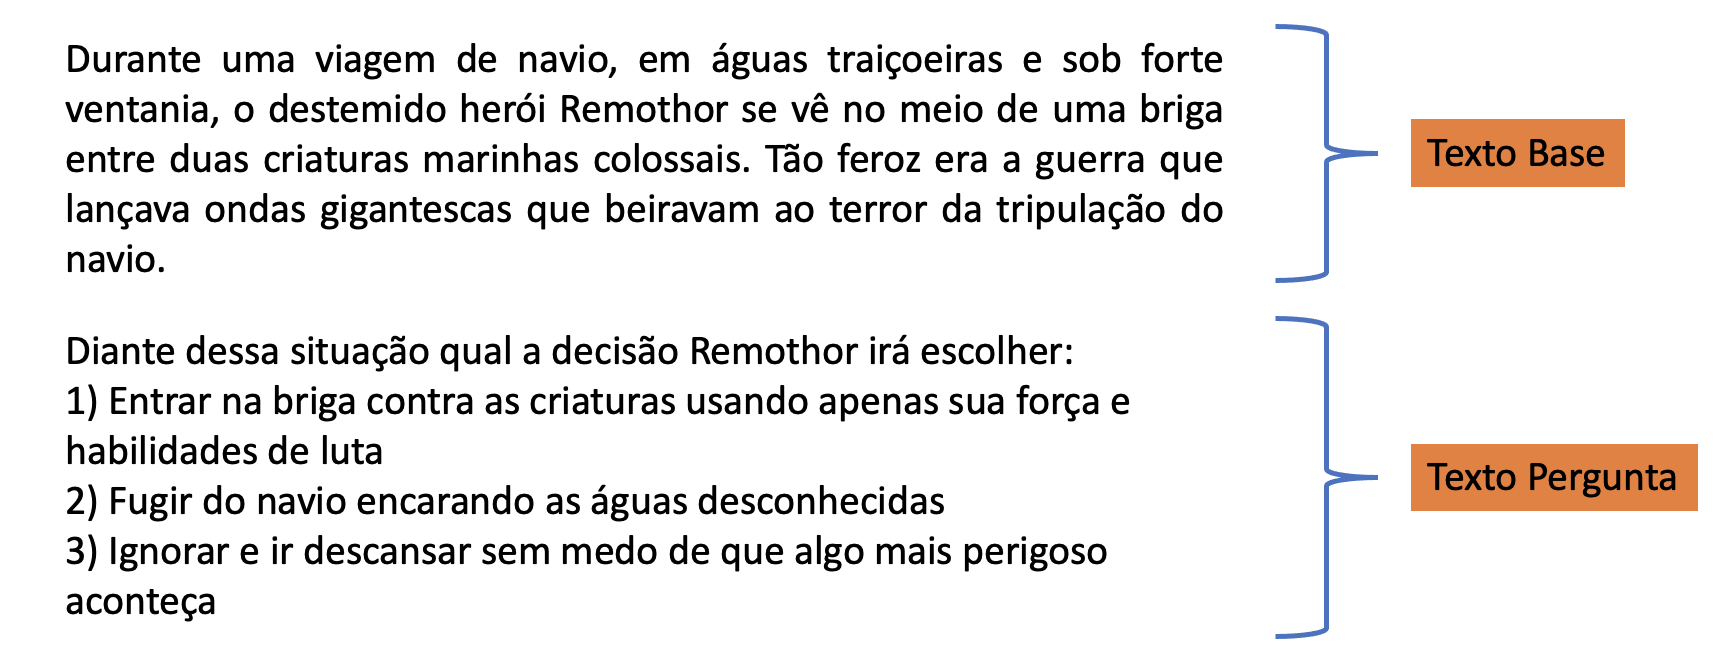 Durante uma viagem de navio, em águas traiçoeiras e sob forte
ventania, o destemido herói Remothor se vê no meio de uma briga
entre duas criaturas marinhas colossais. Tão feroz era a guerra que
lançava ondas gigantescas que beiravam ao terror da tripulação do
navio.
Texto Base
Diante dessa situação qual a decisão Remothor irá escolher:
1) Entrar na briga contra as criaturas usando apenas sua força e
habilidades de luta
2) Fugir do navio encarando as águas desconhecidas
3) Ignorar e ir descansar sem medo de que algo mais perigoso
aconteça
Texto Pergunta